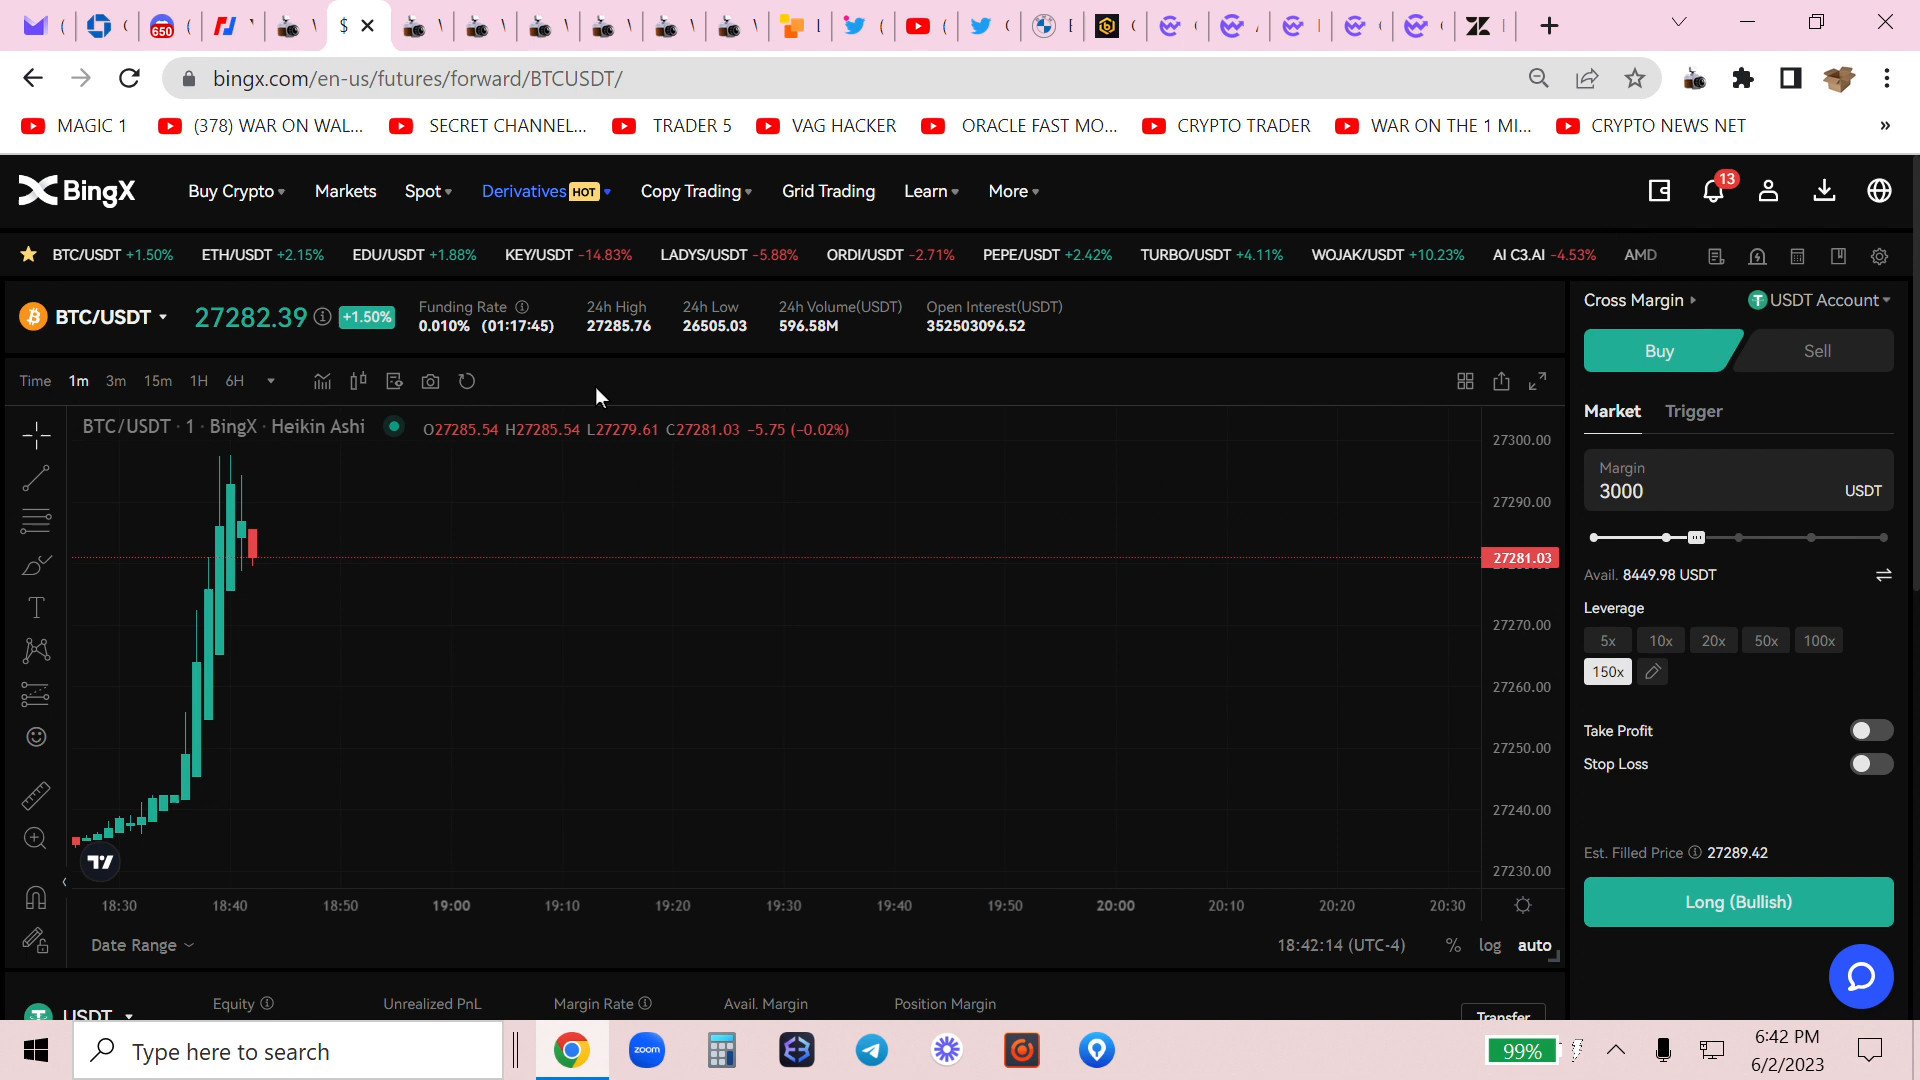 650
$
bingx.com/en-us/futures/forward/BTCUSDT/
MAGIC 1
(378) WAR ON WAL...
SECRET CHANNEL...
TRADER 5
VAG HACKER
ORACLE FAST MO...
CRYPTO TRADER
WAR ON THE 1 MI...
CRYPTO NEWS NET
»
BingX
Buy Crypto
Markets
Spot
Derivatives HOT
Copy Trading
Grid Trading
Learn
More
13
BTC/USDT +1.50%
ETH/USDT +2.15%
EDU/USDT +1.88%
KEY/USDT -14.83%
LADYS/USDT -5.88%
ORDI/USDT -2.71%
PEPE/USDT +2.42%
TURBO/USDT +4.11%
WOJAK/USDT +10.23%
AI C3.AI -4.53%
AMD
BTC/USDT
27282.39
+1.50%
Funding Rate
0.010% (01:17:45)
24h High
27285.76
24h Low
26505.03
24h Volume(USDT)
596.58M
Open Interest(USDT)
352503096.52
Time
1m
3m
15m
1H
6H
BTC/USDT · 1 · BingX · Heikin Ashi
O27285.54 H27285.54 L27279.61 C27281.03 -5.75 (-0.02%)
27300.00
27290.00
27281.03
27270.00
27260.00
27250.00
27240.00
27230.00
18:30
18:40
18:50
19:00
19:10
19:20
19:30
19:40
19:50
20:00
20:10
20:20
20:30
Date Range
18:42:14 (UTC-4)
%
log
auto
USDT
Equity
Unrealized PnL
Margin Rate
Avail. Margin
Position Margin
Transfer
Cross Margin
USDT Account
Buy
Sell
Market
Trigger
Margin
3000
USDT
Avail. 8449.98 USDT
Leverage
5x
10x
20x
50x
100x
150x
Take Profit
Stop Loss
Est. Filled Price 27289.42
Long (Bullish)
Type here to search
zoom
99%
6:42 PM
6/2/2023